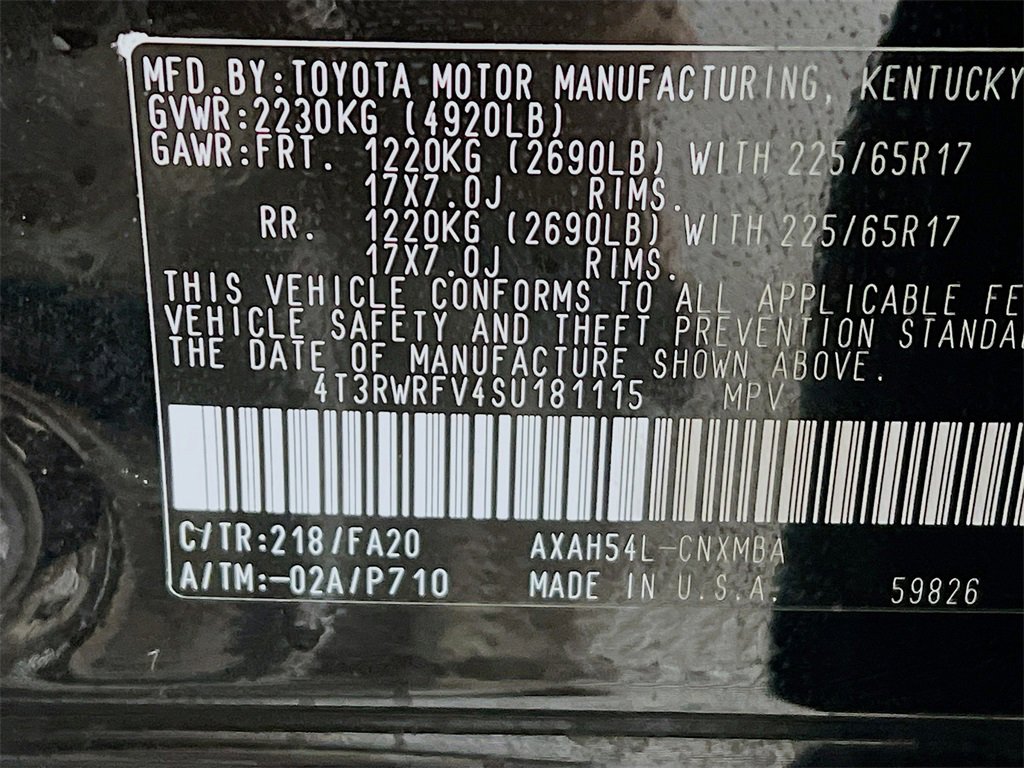 MFD. BY: TOYOTA MOTOR MANUFACTURING, KENTUCKY
GVWR: 2230KG (4920LB)
GAWR: FRT. 1220KG (2690LB) WITH 225/65R17
17X7.0J RIMS.
RR. 1220KG (2690LB) WITH 225/65R17
17X7.0J RIMS.
THIS VEHICLE CONFORMS TO ALL APPLICABLE FE
VEHICLE SAFETY AND THEFT PREVENTION STANDA
THE DATE OF MANUFACTURE SHOWN ABOVE.
4T3RWRFV4SU181115 MPV
C/TR:218/FA20 AXAH54L-CNXMBA
A/TM:-02A/P710 MADE IN U.S.A. 59826